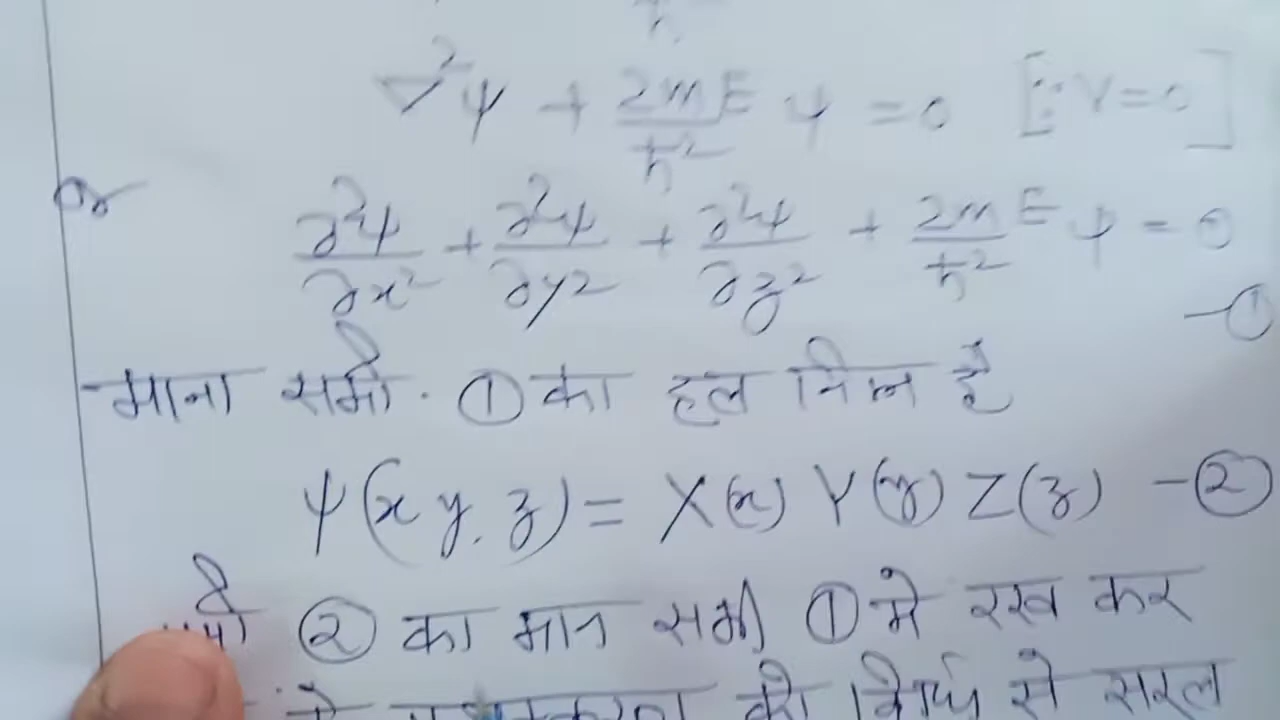 ∇²ψ + 2mE/ħ² ψ = 0 [∵ V=0]
or ∂²ψ/∂x² + ∂²ψ/∂y² + ∂²ψ/∂z² + 2mE/ħ² ψ = 0
-①
माना समी. ① का हल निम्न है
ψ(x y, z) = X(x) Y(y) Z(z) -②
समी ② का मान समी ① मे रख कर
की विधि से सरल